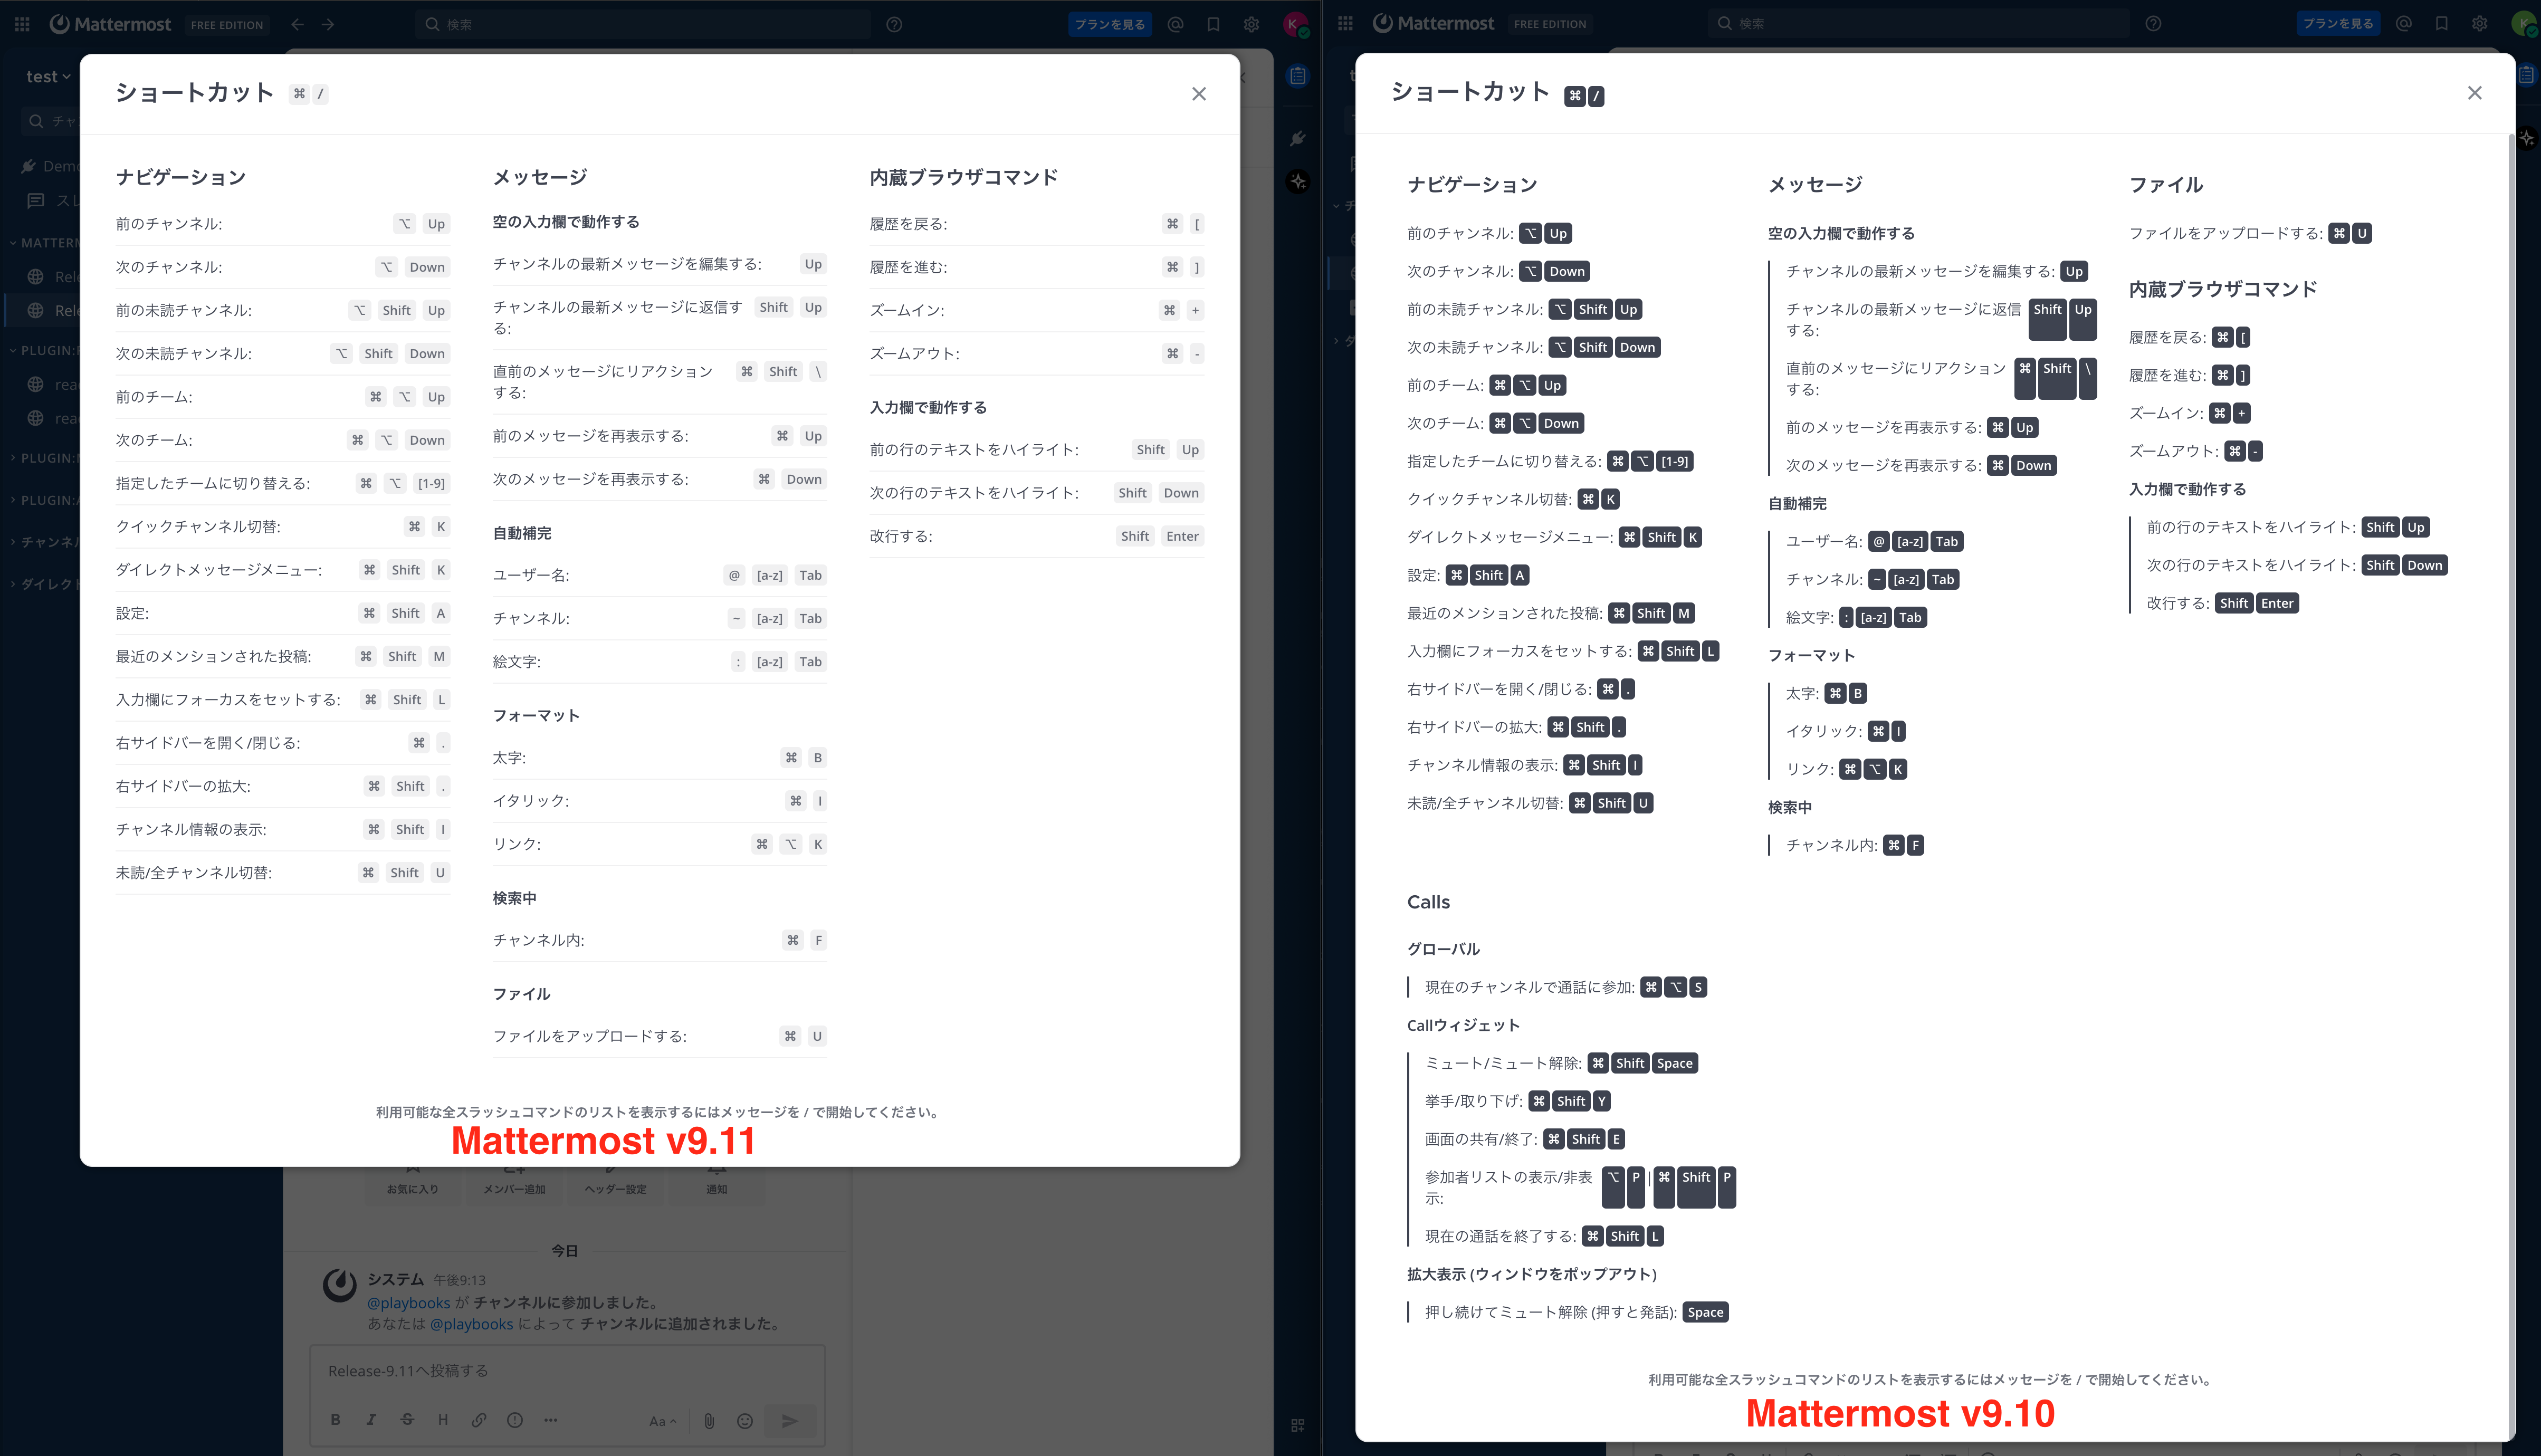 Mattermost FREE EDITION 検索 プランを見る K
test
チャ
Demo
スレ
MATTERM
Rele
Rele
PLUGIN:
rea
rea
PLUGIN:
PLUGIN:
チャンネル
ダイレクト
ショートカット ⌘ /
ナビゲーション
前のチャンネル: ⌥ Up
次のチャンネル: ⌥ Down
前の未読チャンネル: ⌥ Shift Up
次の未読チャンネル: ⌥ Shift Down
前のチーム: ⌘ ⌥ Up
次のチーム: ⌘ ⌥ Down
指定したチームに切り替える: ⌘ ⌥ [1-9]
クイックチャンネル切替: ⌘ K
ダイレクトメッセージメニュー: ⌘ Shift K
設定: ⌘ Shift A
最近のメンションされた投稿: ⌘ Shift M
入力欄にフォーカスをセットする: ⌘ Shift L
右サイドバーを開く/閉じる: ⌘ .
右サイドバーの拡大: ⌘ Shift .
チャンネル情報の表示: ⌘ Shift I
未読/全チャンネル切替: ⌘ Shift U
メッセージ
空の入力欄で動作する
チャンネルの最新メッセージを編集する: Up
チャンネルの最新メッセージに返信す Shift Up
る:
直前のメッセージにリアクション ⌘ Shift \
する:
前のメッセージを再表示する: ⌘ Up
次のメッセージを再表示する: ⌘ Down
自動補完
ユーザー名: @ [a-z] Tab
チャンネル: ~ [a-z] Tab
絵文字: : [a-z] Tab
フォーマット
太字: ⌘ B
イタリック: ⌘ I
リンク: ⌘ ⌥ K
検索中
チャンネル内: ⌘ F
ファイル
ファイルをアップロードする: ⌘ U
内蔵ブラウザコマンド
履歴を戻る: ⌘ [
履歴を進む: ⌘ ]
ズームイン: ⌘ +
ズームアウト: ⌘ -
入力欄で動作する
前の行のテキストをハイライト: Shift Up
次の行のテキストをハイライト: Shift Down
改行する: Shift Enter
利用可能な全スラッシュコマンドのリストを表示するにはメッセージを / で開始してください。
Mattermost v9.11
お気に入り メンバー追加 ヘッダー設定 通知
今日
システム 午後9:13
@playbooks が チャンネルに参加しました。
あなたは @playbooks によって チャンネルに追加されました。
Release-9.11へ投稿する
B I S H Aa
Mattermost FREE EDITION 検索 プランを見る K
ショートカット ⌘ /
ナビゲーション
前のチャンネル: ⌥ Up
次のチャンネル: ⌥ Down
前の未読チャンネル: ⌥ Shift Up
次の未読チャンネル: ⌥ Shift Down
前のチーム: ⌘ ⌥ Up
次のチーム: ⌘ ⌥ Down
指定したチームに切り替える: ⌘ ⌥ [1-9]
クイックチャンネル切替: ⌘ K
ダイレクトメッセージメニュー: ⌘ Shift K
設定: ⌘ Shift A
最近のメンションされた投稿: ⌘ Shift M
入力欄にフォーカスをセットする: ⌘ Shift L
右サイドバーを開く/閉じる: ⌘ .
右サイドバーの拡大: ⌘ Shift .
チャンネル情報の表示: ⌘ Shift I
未読/全チャンネル切替: ⌘ Shift U
メッセージ
空の入力欄で動作する
チャンネルの最新メッセージを編集する: Up
チャンネルの最新メッセージに返信 Shift Up
する:
直前のメッセージにリアクション ⌘ Shift \
する:
前のメッセージを再表示する: ⌘ Up
次のメッセージを再表示する: ⌘ Down
自動補完
ユーザー名: @ [a-z] Tab
チャンネル: ~ [a-z] Tab
絵文字: : [a-z] Tab
フォーマット
太字: ⌘ B
イタリック: ⌘ I
リンク: ⌘ ⌥ K
検索中
チャンネル内: ⌘ F
ファイル
ファイルをアップロードする: ⌘ U
内蔵ブラウザコマンド
履歴を戻る: ⌘ [
履歴を進む: ⌘ ]
ズームイン: ⌘ +
ズームアウト: ⌘ -
入力欄で動作する
前の行のテキストをハイライト: Shift Up
次の行のテキストをハイライト: Shift Down
改行する: Shift Enter
Calls
グローバル
現在のチャンネルで通話に参加: ⌘ ⌥ S
Callウィジェット
ミュート/ミュート解除: ⌘ Shift Space
挙手/取り下げ: ⌘ Shift Y
画面の共有/終了: ⌘ Shift E
参加者リストの表示/非表 ⌥ P | ⌘ Shift P
示:
現在の通話を終了する: ⌘ Shift L
拡大表示 (ウィンドウをポップアウト)
押し続けてミュート解除 (押すと発話): Space
利用可能な全スラッシュコマンドのリストを表示するにはメッセージを / で開始してください。
Mattermost v9.10